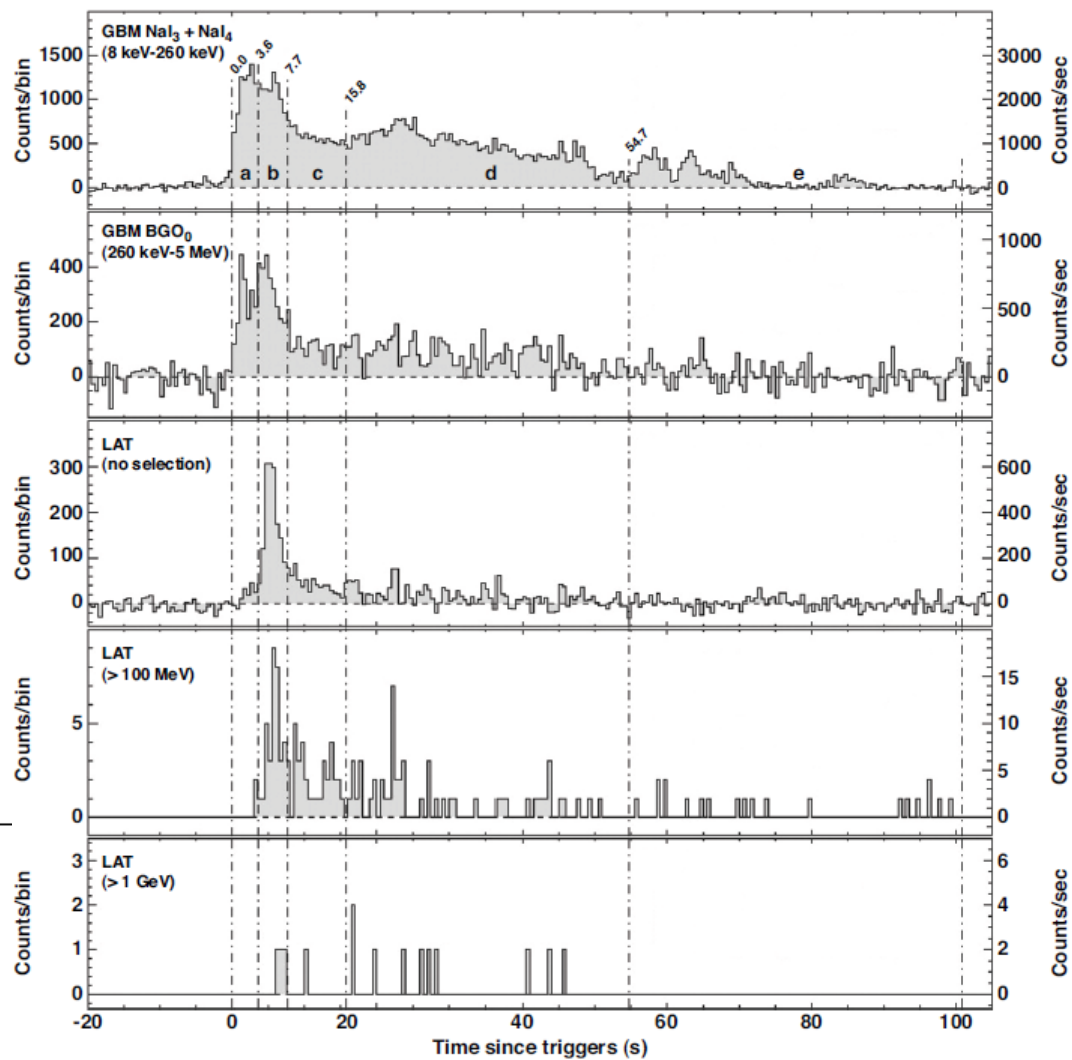 GBM NaI3 + NaI4
(8 keV-260 keV)
0.0
3.6
7.7
15.8
54.7
a
b
c
d
e
Counts/bin
1500
1000
500
0
3000
2000
1000
0
Counts/sec
GBM BGO0
(260 keV-5 MeV)
Counts/bin
400
200
0
1000
500
0
Counts/sec
LAT
(no selection)
Counts/bin
300
200
100
0
600
400
200
0
Counts/sec
LAT
(> 100 MeV)
Counts/bin
5
0
15
10
5
0
Counts/sec
LAT
(> 1 GeV)
Counts/bin
3
2
1
0
6
4
2
0
Counts/sec
-20
0
20
40
60
80
100
Time since triggers (s)